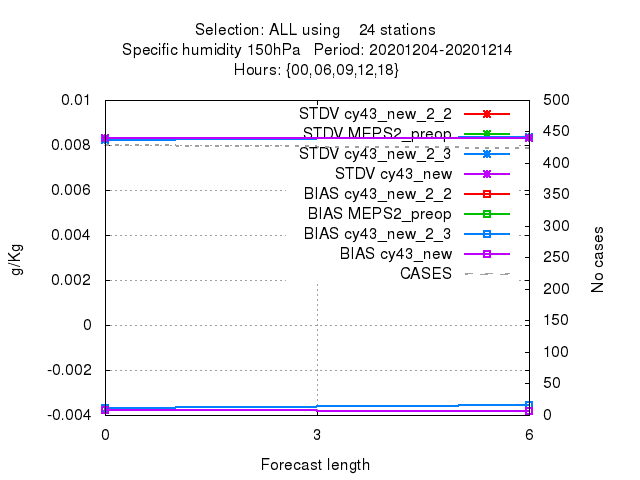 Selection: ALL using 24 stations
Specific humidity 150hPa Period: 20201204-20201214
Hours: {00,06,09,12,18}
0.01
0.008
0.006
0.004
0.002
0
-0.002
-0.004
g/Kg
STDV cy43_new_2_2
STDV MEPS2_preop
STDV cy43_new_2_3
STDV cy43_new
BIAS cy43_new_2_2
BIAS MEPS2_preop
BIAS cy43_new_2_3
BIAS cy43_new
CASES
500
450
400
350
300
250
200
150
100
50
0
No cases
0 3 6
Forecast length